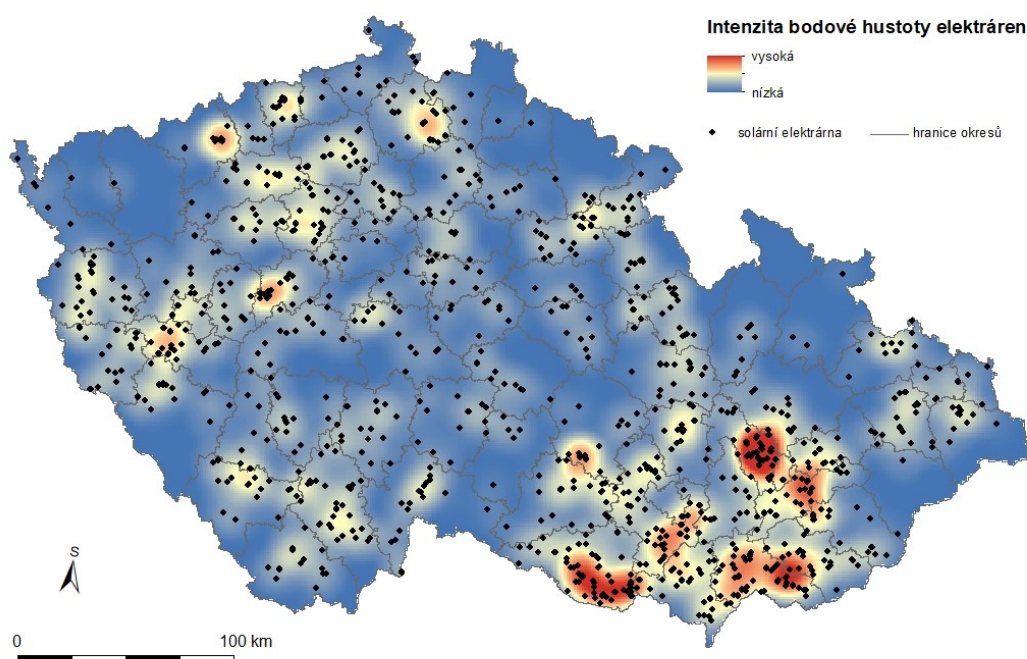 Intenzita bodové hustoty elektráren
vysoká
nízká
solární elektrárna
hranice okresů
S
0
100 km